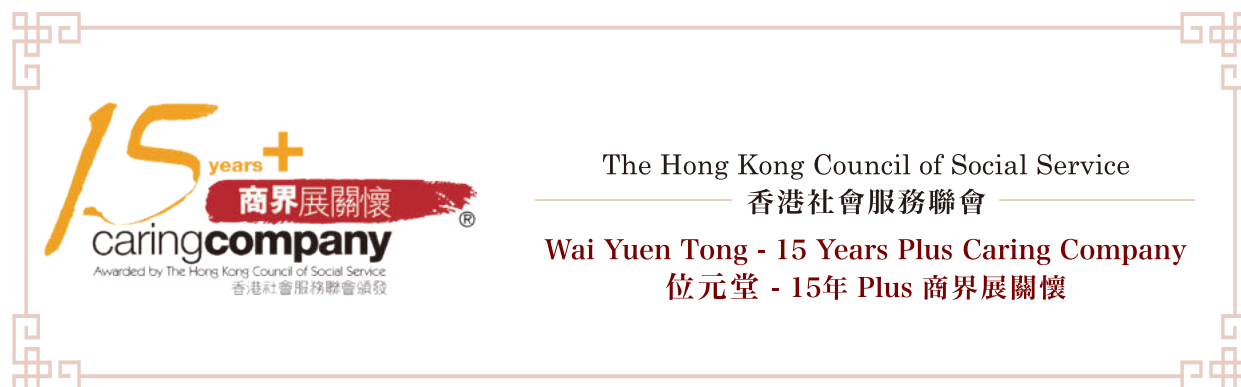 15 years +
商界展關懷
®
caringcompany
Awarded by The Hong Kong Council of Social Service
香港社會服務聯會頒發
The Hong Kong Council of Social Service
香港社會服務聯會
Wai Yuen Tong - 15 Years Plus Caring Company
位元堂 - 15年 Plus 商界展關懷